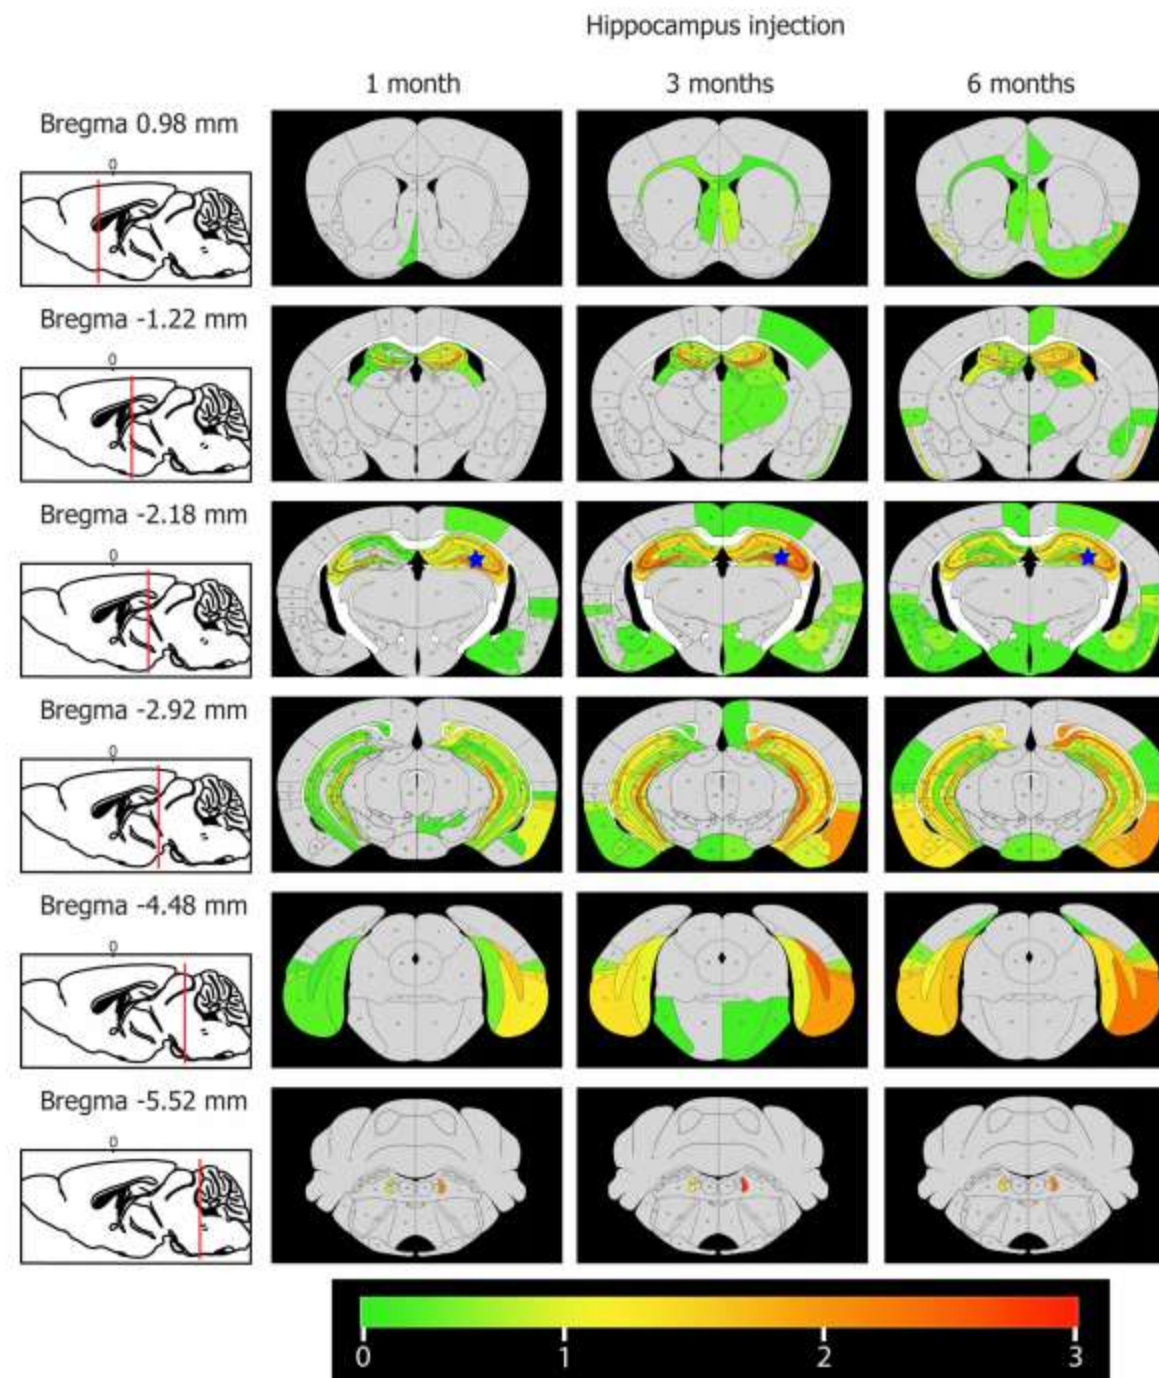 Hippocampus injection
1 month 3 months 6 months
Bregma 0.98 mm
0
Bregma -1.22 mm
0
Bregma -2.18 mm
0
Bregma -2.92 mm
0
Bregma -4.48 mm
0
Bregma -5.52 mm
0
0 1 2 3